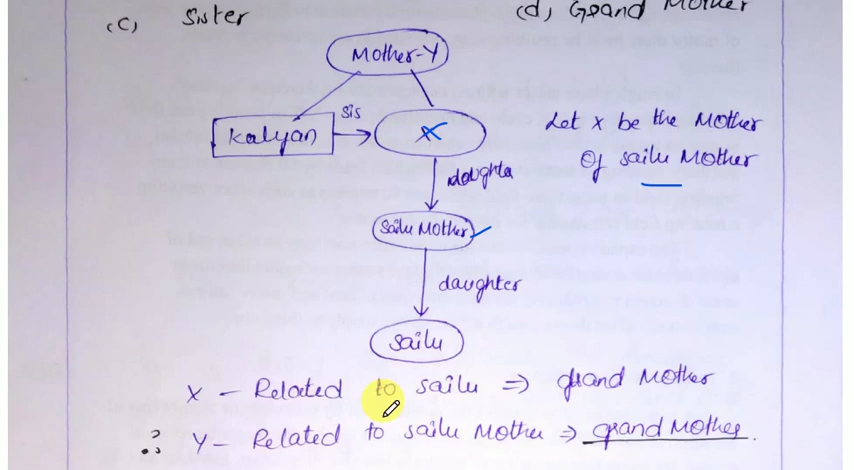 (c) Sister
(d) Grand Mother
Mother-Y
Kalyan
sis
X
Let X be the Mother
Of sailu Mother
doughte
Sailu Mother
daughter
Sailu
X - Related to sailu ⇒ grand Mother
∴ Y - Related to sailu Mother ⇒ grand Mother.